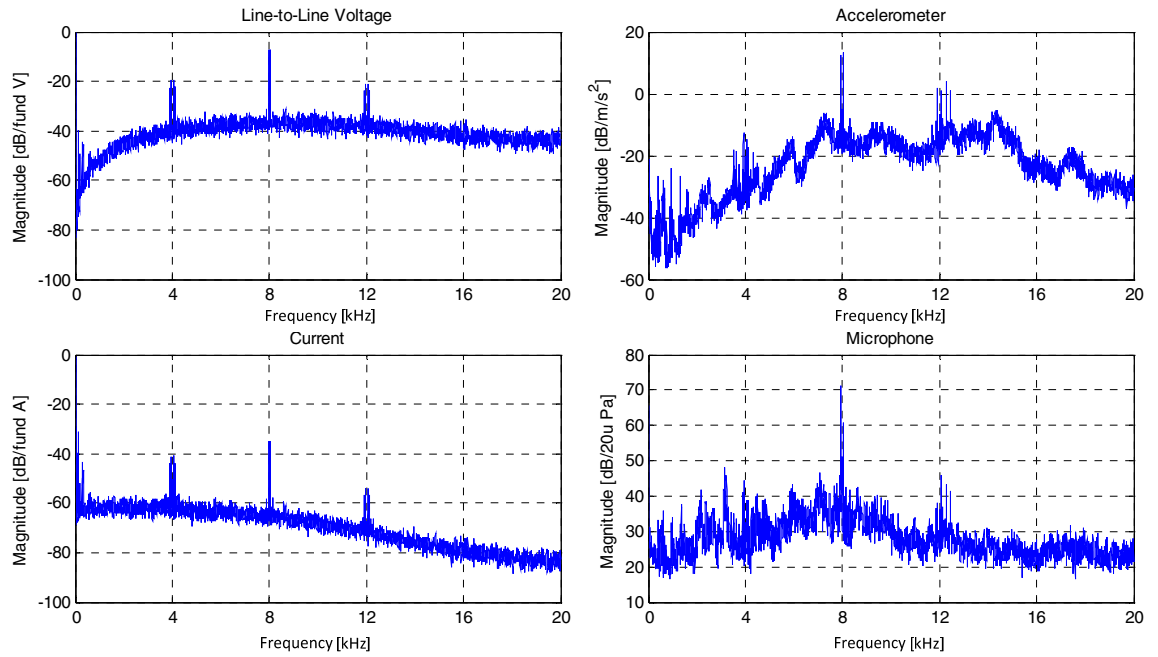 Line-to-Line Voltage
Magnitude [dB/fund V]
0
-20
-40
-60
-80
-100
0 4 8 12 16 20
Frequency [kHz]
Accelerometer
Magnitude [dB/m/s²]
20
0
-20
-40
-60
0 4 8 12 16 20
Frequency [kHz]
Current
Magnitude [dB/fund A]
0
-20
-40
-60
-80
-100
0 4 8 12 16 20
Frequency [kHz]
Microphone
Magnitude [dB/20u Pa]
80
70
60
50
40
30
20
10
0 4 8 12 16 20
Frequency [kHz]